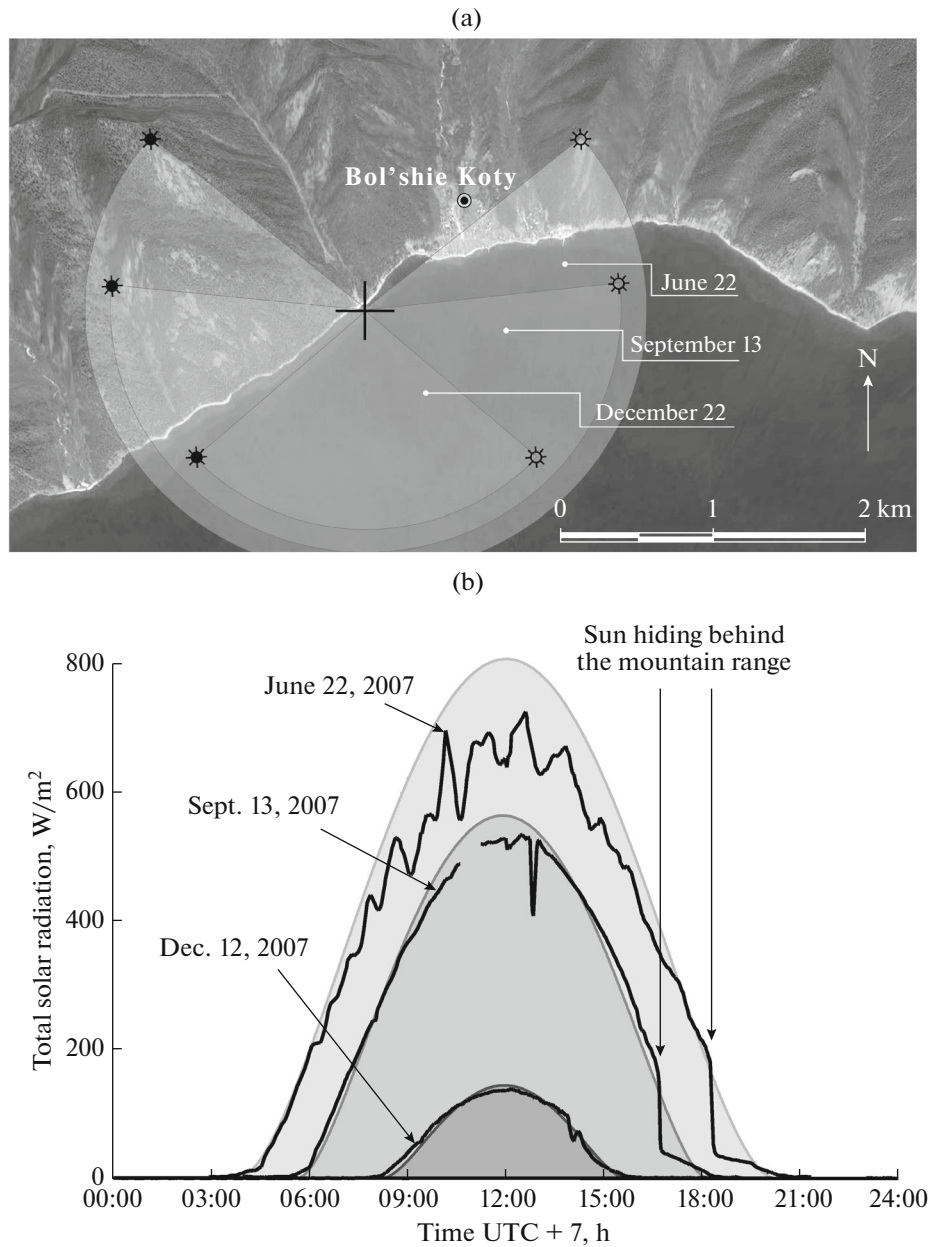 (a)
Bol’shie Koty
June 22
September 13
December 22
N
0 1 2 km
(b)
Sun hiding behind
the mountain range
June 22, 2007
Sept. 13, 2007
Dec. 12, 2007
Total solar radiation, W/m²
800
600
400
200
0
00:00 03:00 06:00 09:00 12:00 15:00 18:00 21:00 24:00
Time UTC + 7, h